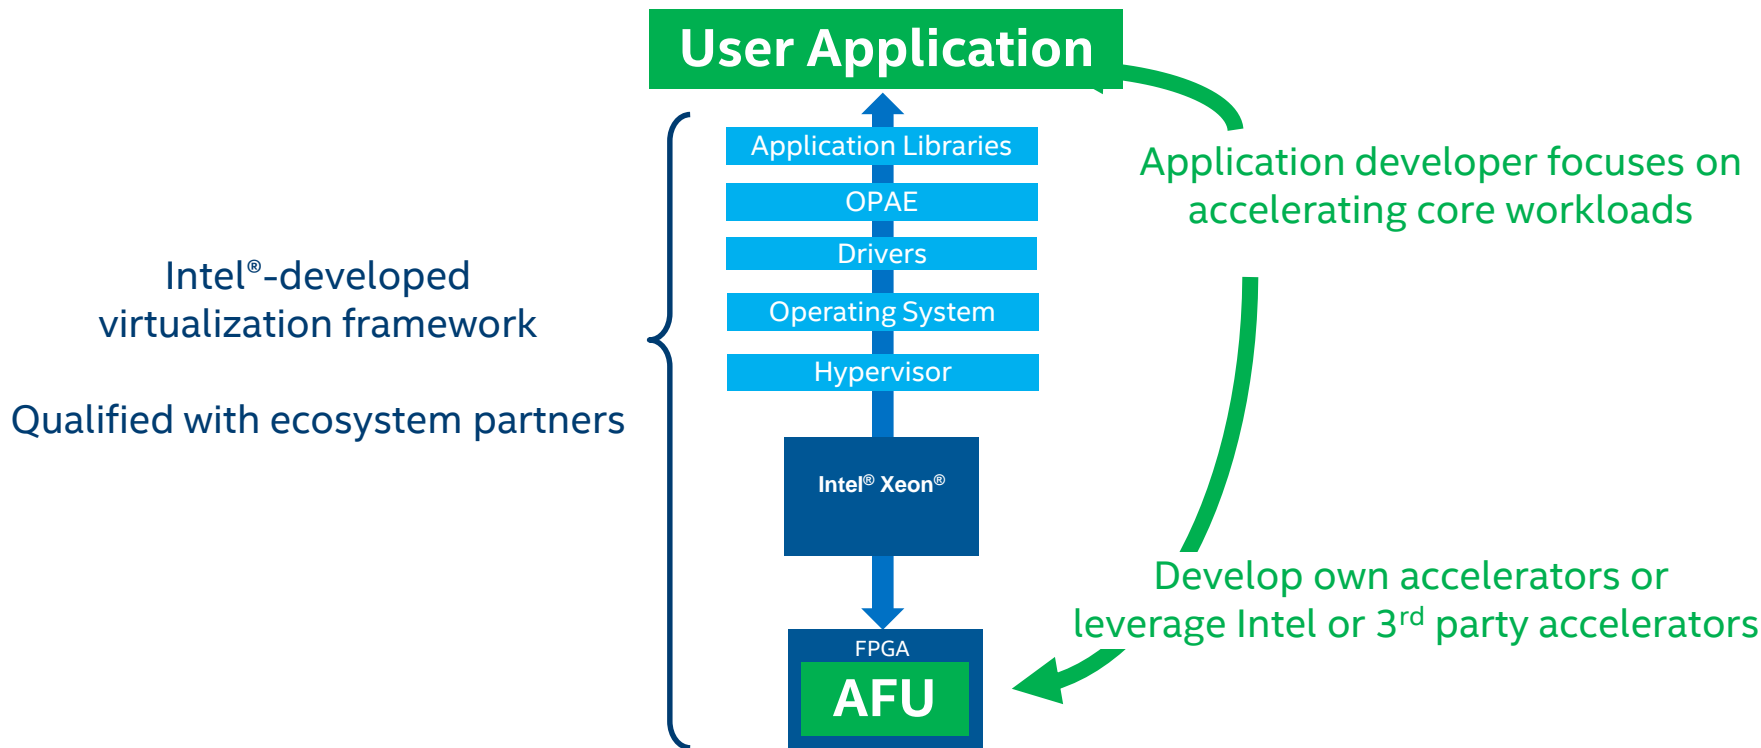 User Application
Application Libraries
OPAE
Drivers
Operating System
Hypervisor
Intel® Xeon®
FPGA
AFU
Intel®-developed
virtualization framework
Qualified with ecosystem partners
Application developer focuses on
accelerating core workloads
Develop own accelerators or
leverage Intel or 3rd party accelerators